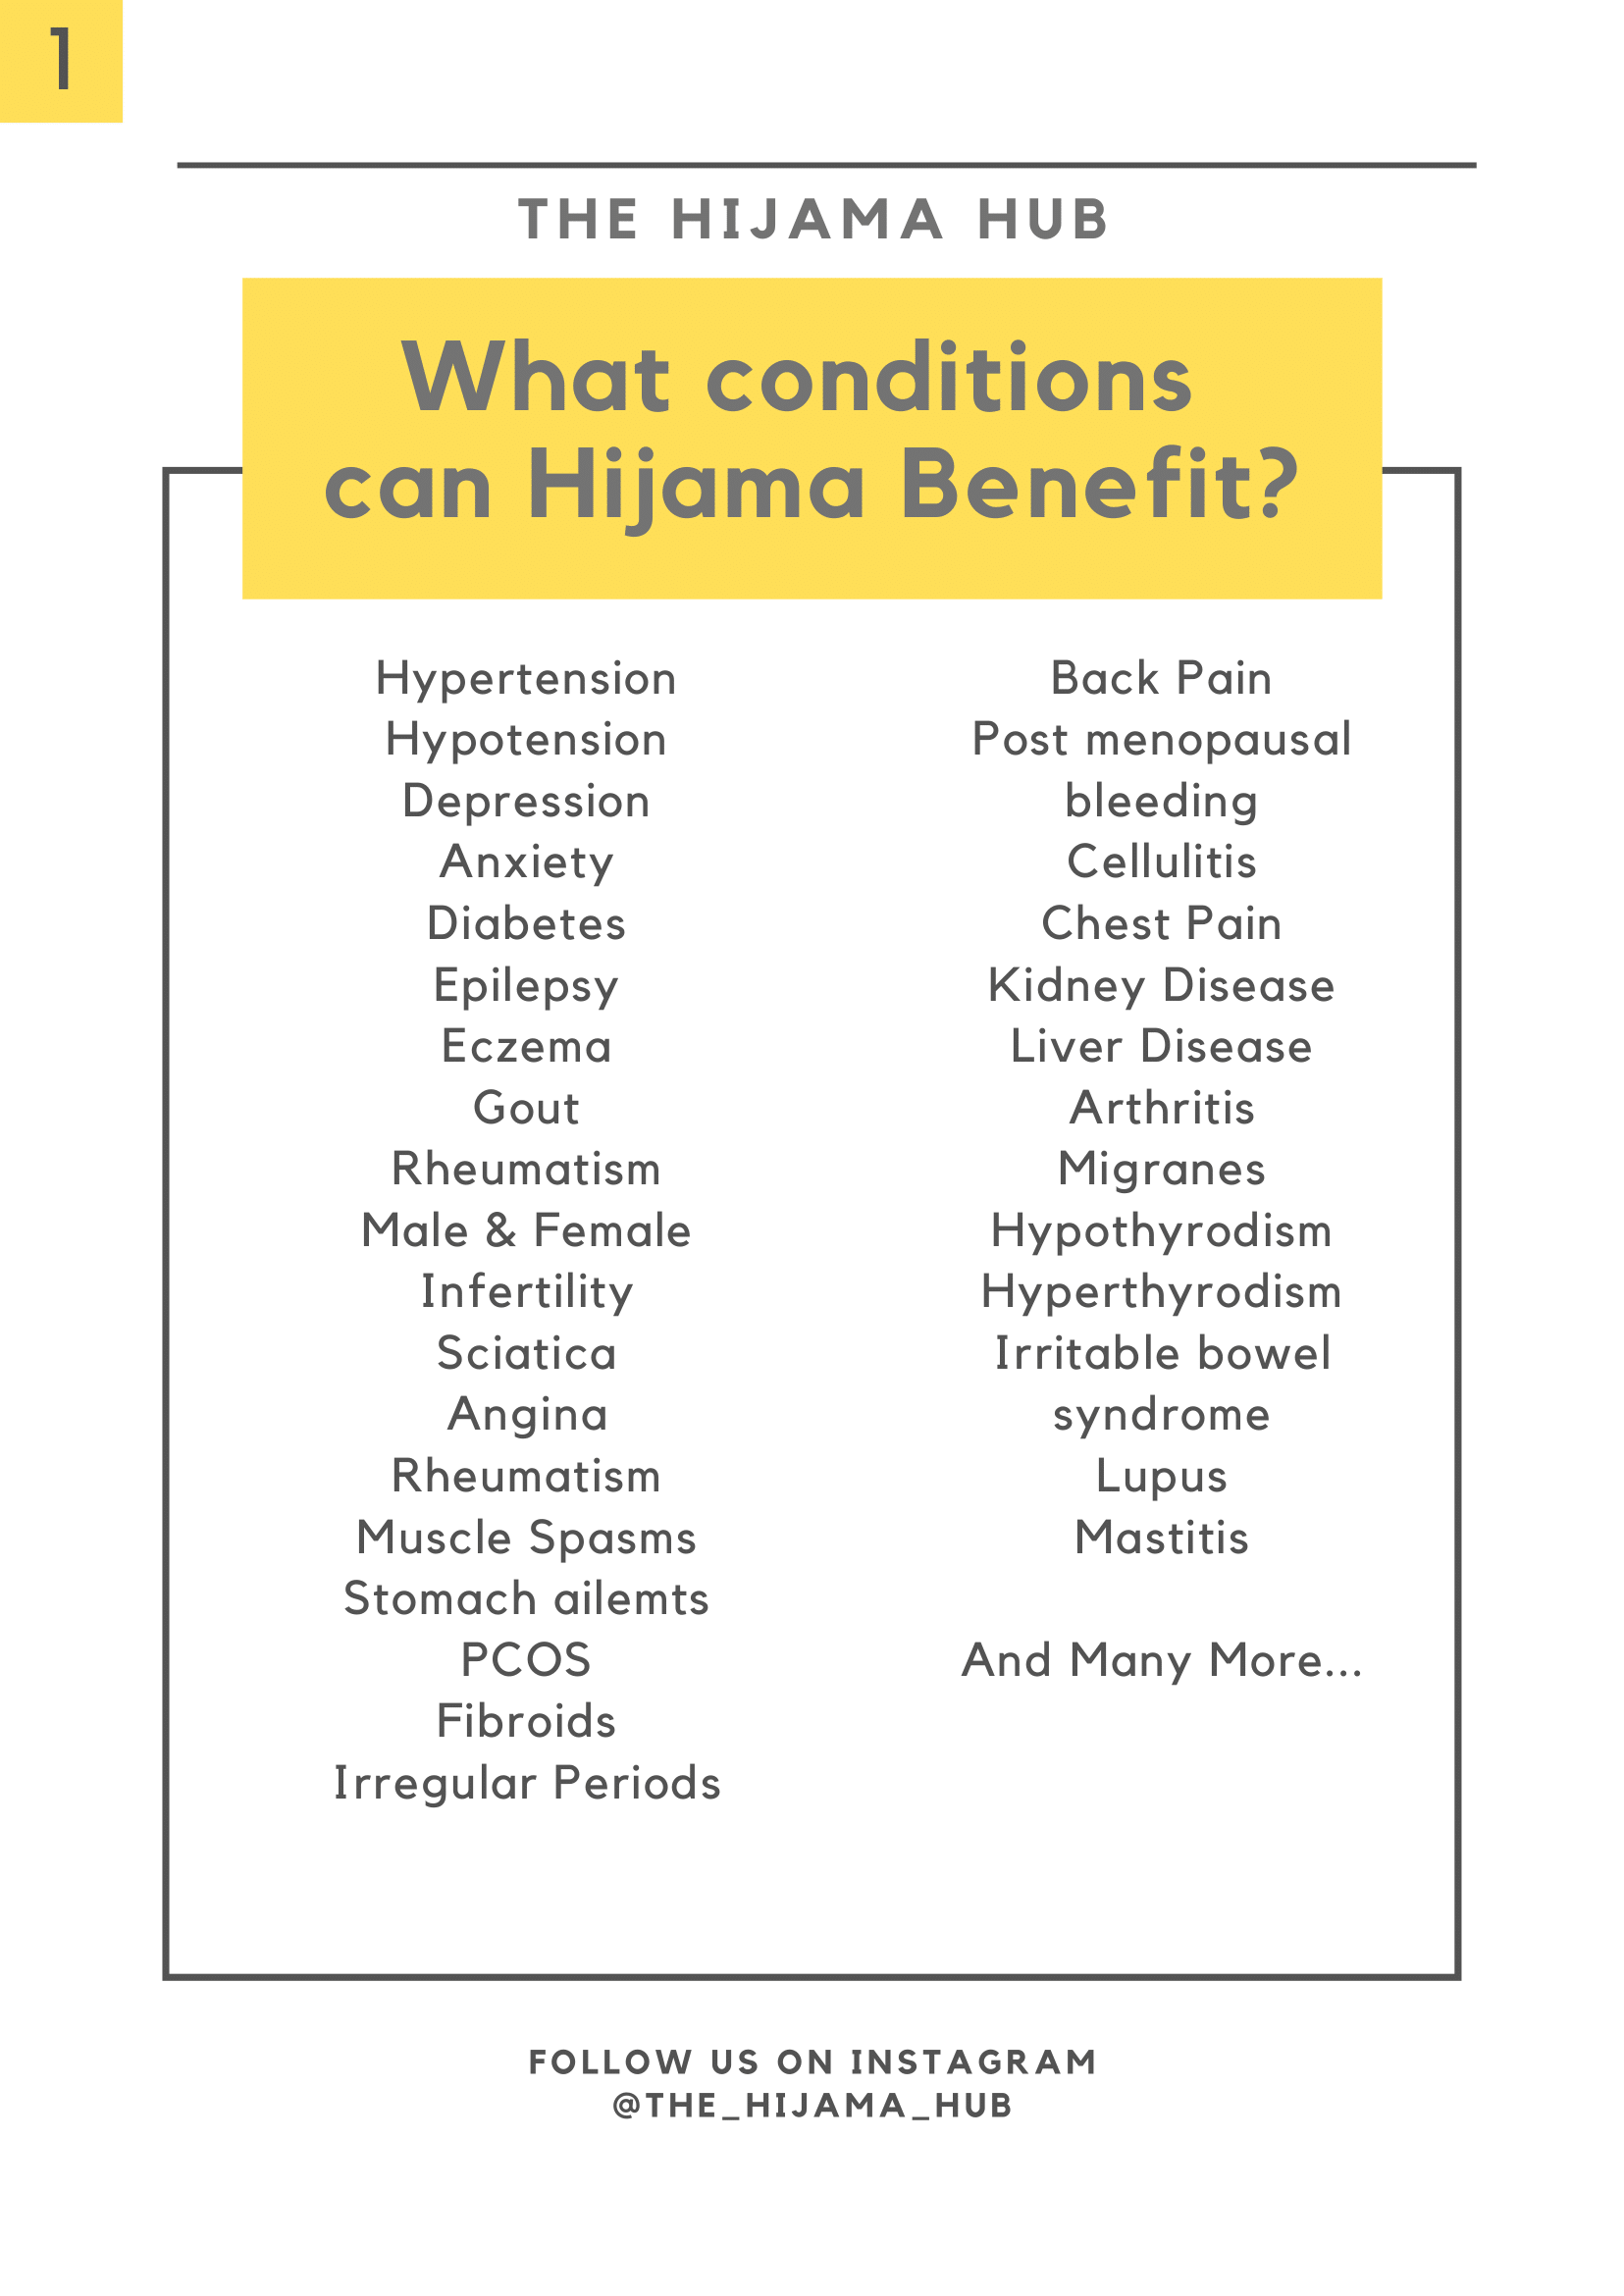 1
THE HIJAMA HUB
What conditions
can Hijama Benefit?
Hypertension
Hypotension
Depression
Anxiety
Diabetes
Epilepsy
Eczema
Gout
Rheumatism
Male & Female
Infertility
Sciatica
Angina
Rheumatism
Muscle Spasms
Stomach ailemts
PCOS
Fibroids
Irregular Periods
Back Pain
Post menopausal
bleeding
Cellulitis
Chest Pain
Kidney Disease
Liver Disease
Arthritis
Migranes
Hypothyrodism
Hyperthyrodism
Irritable bowel
syndrome
Lupus
Mastitis
And Many More...
FOLLOW US ON INSTAGRAM
@THE_HIJAMA_HUB